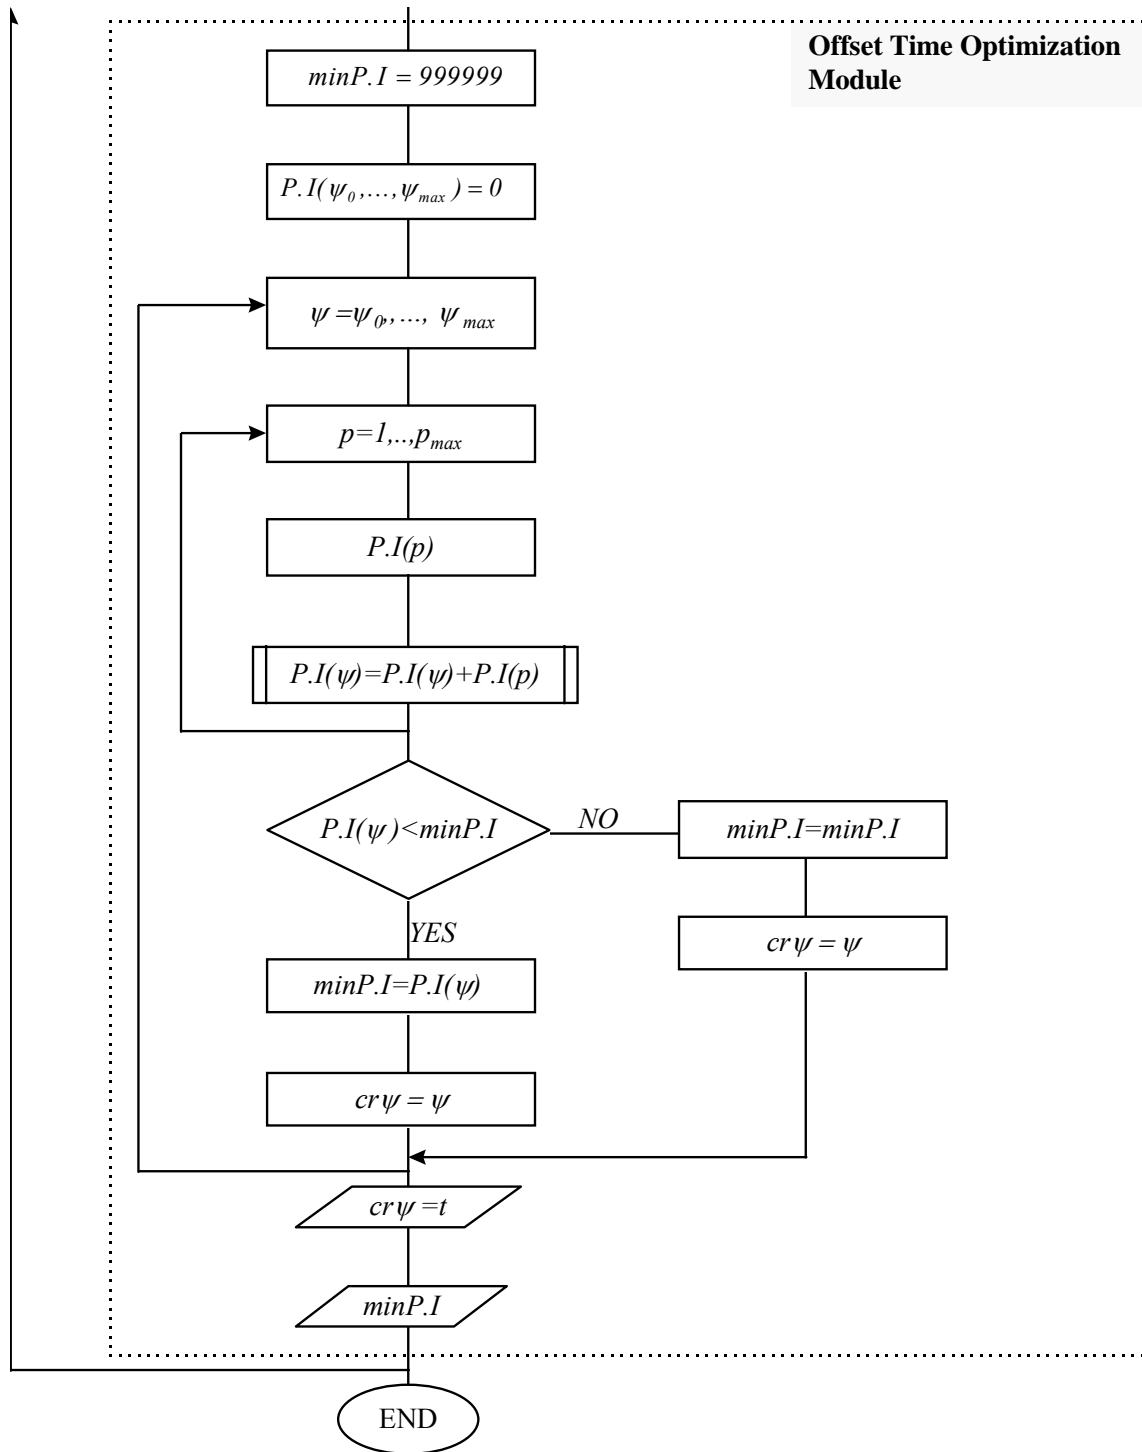 Offset Time Optimization
Module
minP.I = 999999
P.I(ψ₀,...,ψₘₐₓ) = 0
ψ =ψ₀,,..., ψₘₐₓ
p=1,..,pₘₐₓ
P.I(p)
P.I(ψ)=P.I(ψ)+P.I(p)
P.I(ψ)<minP.I
NO
minP.I=minP.I
crψ = ψ
YES
minP.I=P.I(ψ)
crψ = ψ
crψ=t
minP.I
END